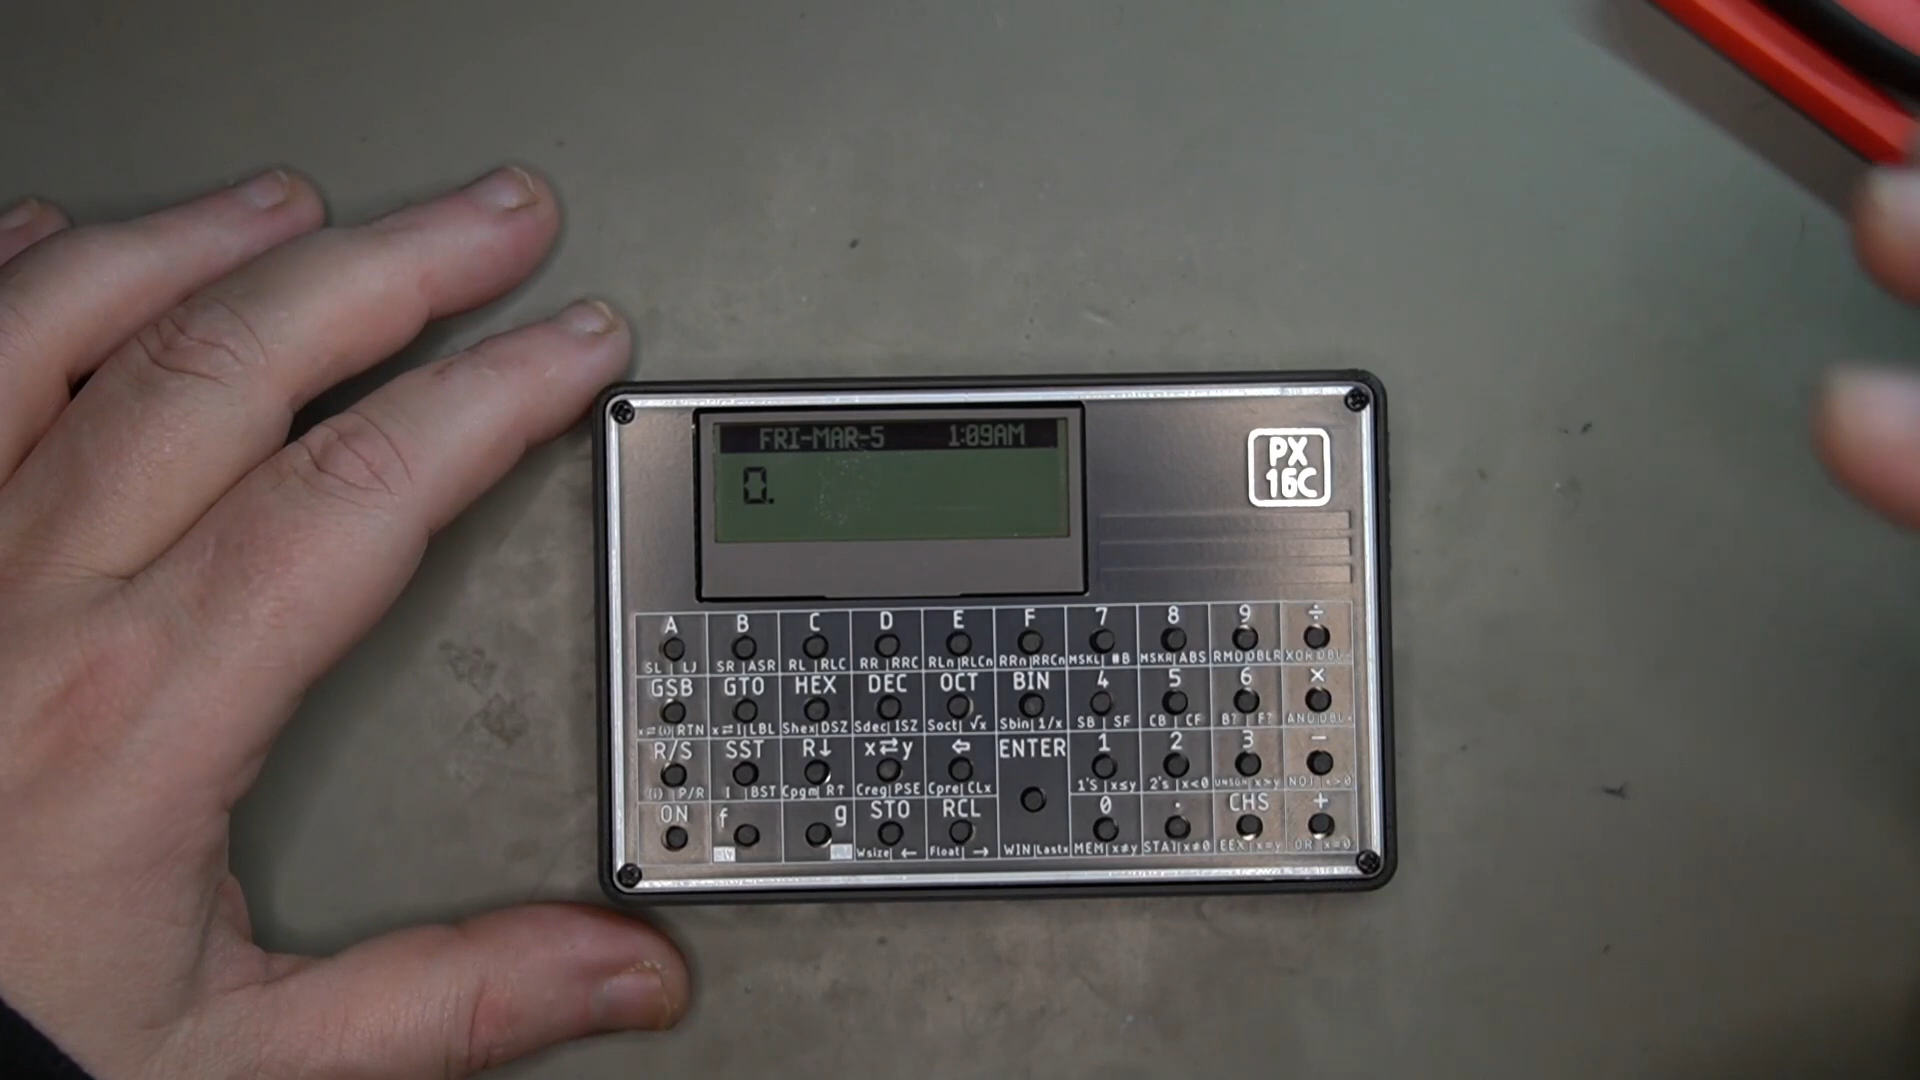 FRI-MAR-5 1:09AM
0.
PX
16C
A B C D E F 7 8 9 ÷
SL | LJ SR | ASR RL | RLC RR | RRC RLn | RLCn RRn | RRCn MSKL | #B MSKR | ABS RMD | DBLR XOR | DBL÷
GSB GTO HEX DEC OCT BIN 4 5 6 ×
x⇄(i) | RTN x⇄I | LBL Shex | DSZ Sdec | ISZ Soct | √x Sbin | 1/x SB | SF CB | CF B? | F? AND | DBL×
R/S SST R↓ x⇄y ⇦ ENTER 1 2 3 −
(i) | P/R I | BST Cpgm | R↑ Creg | PSE Cpre | CLx 1'S | x≤y 2's | x<0 UNSGN | x>y NOT | x>0
ON f g STO RCL 0 . CHS +
Wsize | ← Float | → WIN | Lastx MEM | x≠y STAT | x≠0 EEX | x=y OR | x=0